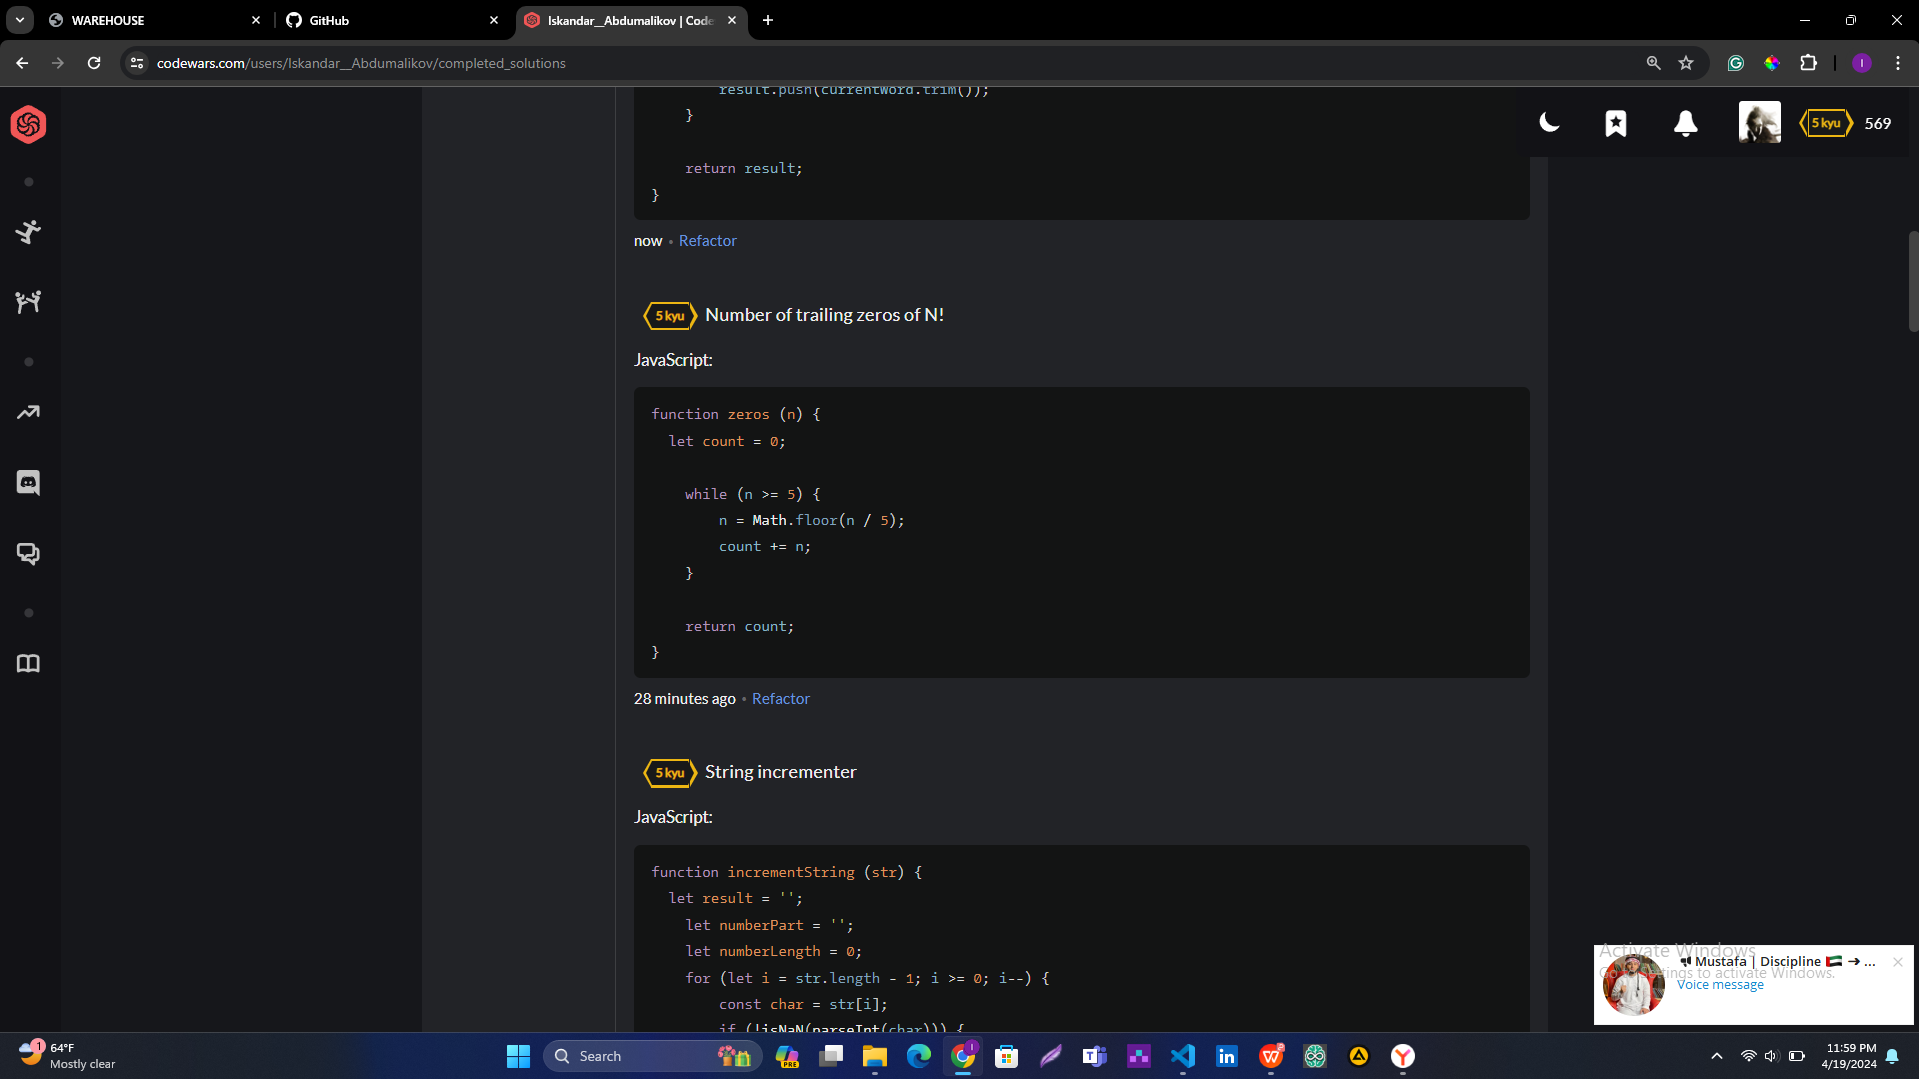 WAREHOUSE
GitHub
Iskandar__Abdumalikov | Code
codewars.com/users/Iskandar__Abdumalikov/completed_solutions
I
5 kyu 569
result.push(currentWord.trim());
}
return result;
}
now • Refactor
5 kyu Number of trailing zeros of N!
JavaScript:
function zeros (n) {
let count = 0;
while (n >= 5) {
n = Math.floor(n / 5);
count += n;
}
return count;
}
28 minutes ago • Refactor
5 kyu String incrementer
JavaScript:
function incrementString (str) {
let result = '';
let numberPart = '';
let numberLength = 0;
for (let i = str.length - 1; i >= 0; i--) {
const char = str[i];
if (!isNaN(parseInt(char))) {
Activate Windows
Mustafa | Discipline 🇦🇪 ➔ ...
to activate Windows.
Voice message
1
64°F
Mostly clear
Search
PRE
11:59 PM
4/19/2024